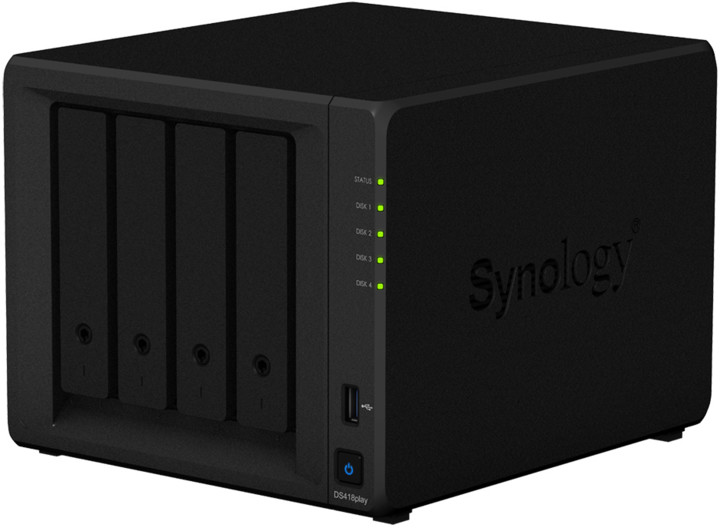 STATUS
DISK 1
DISK 2
DISK 3
DISK 4
Synology®
DS418play